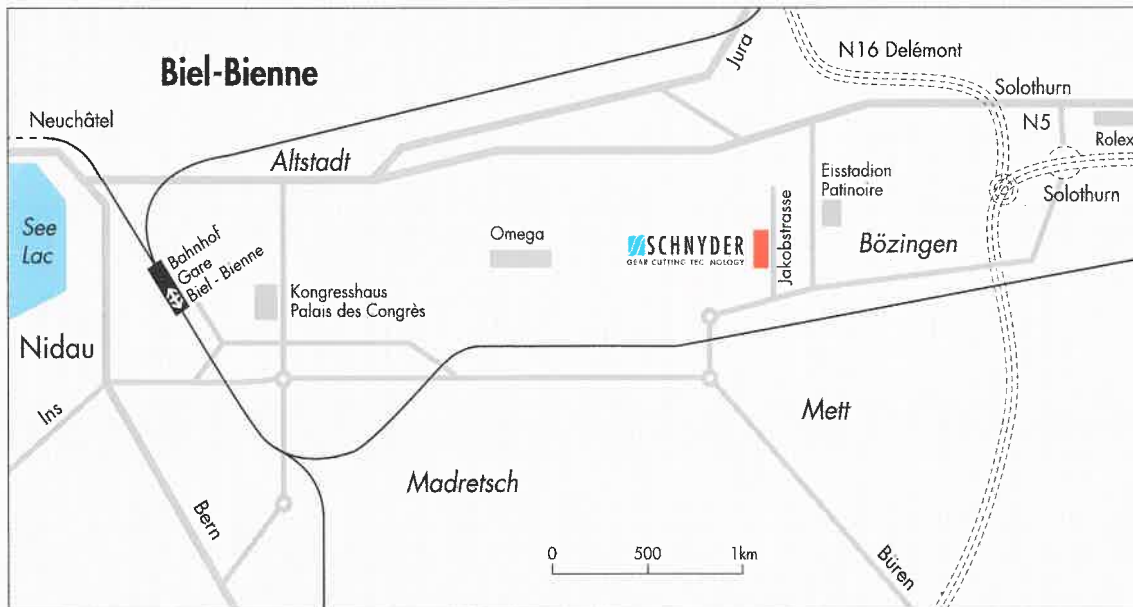 Biel-Bienne
Neuchâtel
Altstadt
Jura
N16 Delémont
Solothurn
N5
Rolex
Solothurn
See
Lac
Bahnhof
Gare
Biel - Bienne
Kongresshaus
Palais des Congrès
Omega
SCHNYDER
GEAR CUTTING TEC NOLOGY
Jakobstrasse
Eisstadion
Patinoire
Bözingen
Nidau
Ins
Bern
Madretsch
Mett
Büren
0 500 1km